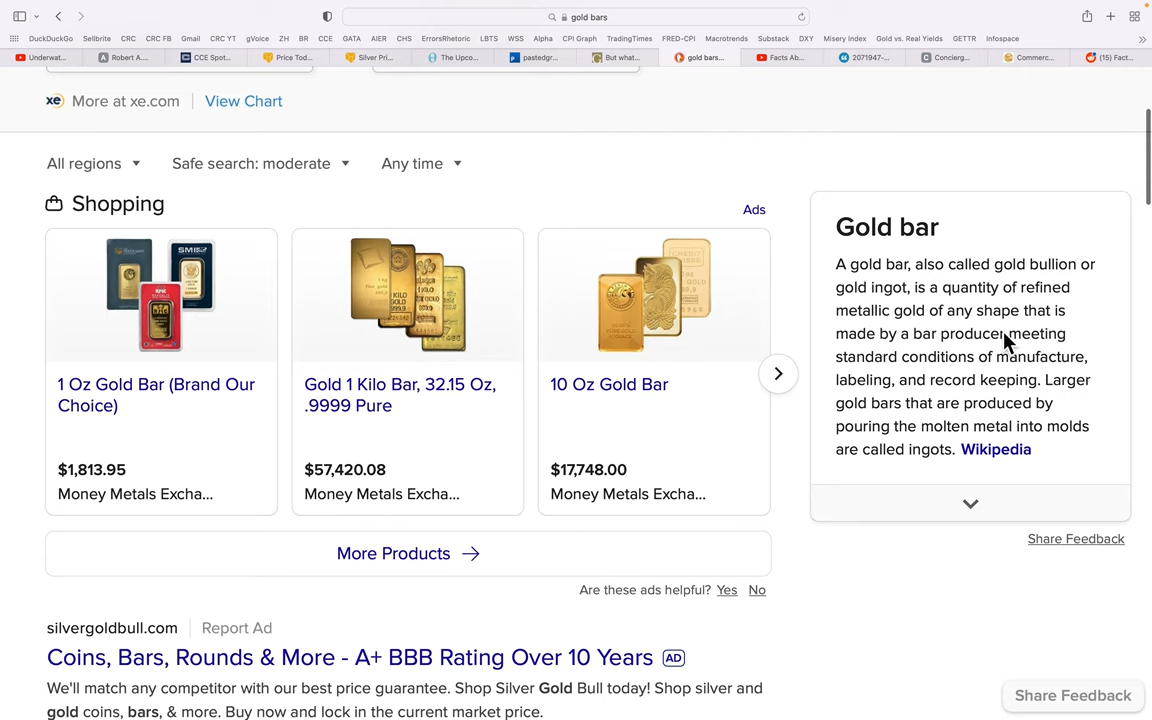 gold bars
DuckDuckGo Sellbrite CRC CRC FB Gmail CRC YT gVoice ZH BR CCE GATA AIER CHS ErrorsRhetoric LBTS WSS Alpha CPI Graph TradingTimes FRED-CPI Macrotrends Substack DXY Misery Index Gold vs. Real Yields GETTR Infospace
Underwat... Robert A.... CCE Spot... Price Tod... Silver Pri... The Upco... pastedgr... But what... gold bars... Facts Ab... 2071947-... Concierg... Commerc... (15) Fact...
xe More at xe.com View Chart
All regions Safe search: moderate Any time
Shopping
Ads
1 Oz Gold Bar (Brand Our
Choice)
$1,813.95
Money Metals Excha...
Gold 1 Kilo Bar, 32.15 Oz,
.9999 Pure
$57,420.08
Money Metals Excha...
10 Oz Gold Bar
$17,748.00
Money Metals Excha...
More Products
Are these ads helpful? Yes No
Gold bar
A gold bar, also called gold bullion or
gold ingot, is a quantity of refined
metallic gold of any shape that is
made by a bar producer meeting
standard conditions of manufacture,
labeling, and record keeping. Larger
gold bars that are produced by
pouring the molten metal into molds
are called ingots. Wikipedia
Share Feedback
silvergoldbull.com Report Ad
Coins, Bars, Rounds & More - A+ BBB Rating Over 10 Years AD
We'll match any competitor with our best price guarantee. Shop Silver Gold Bull today! Shop silver and
gold coins, bars, & more. Buy now and lock in the current market price.
Share Feedback